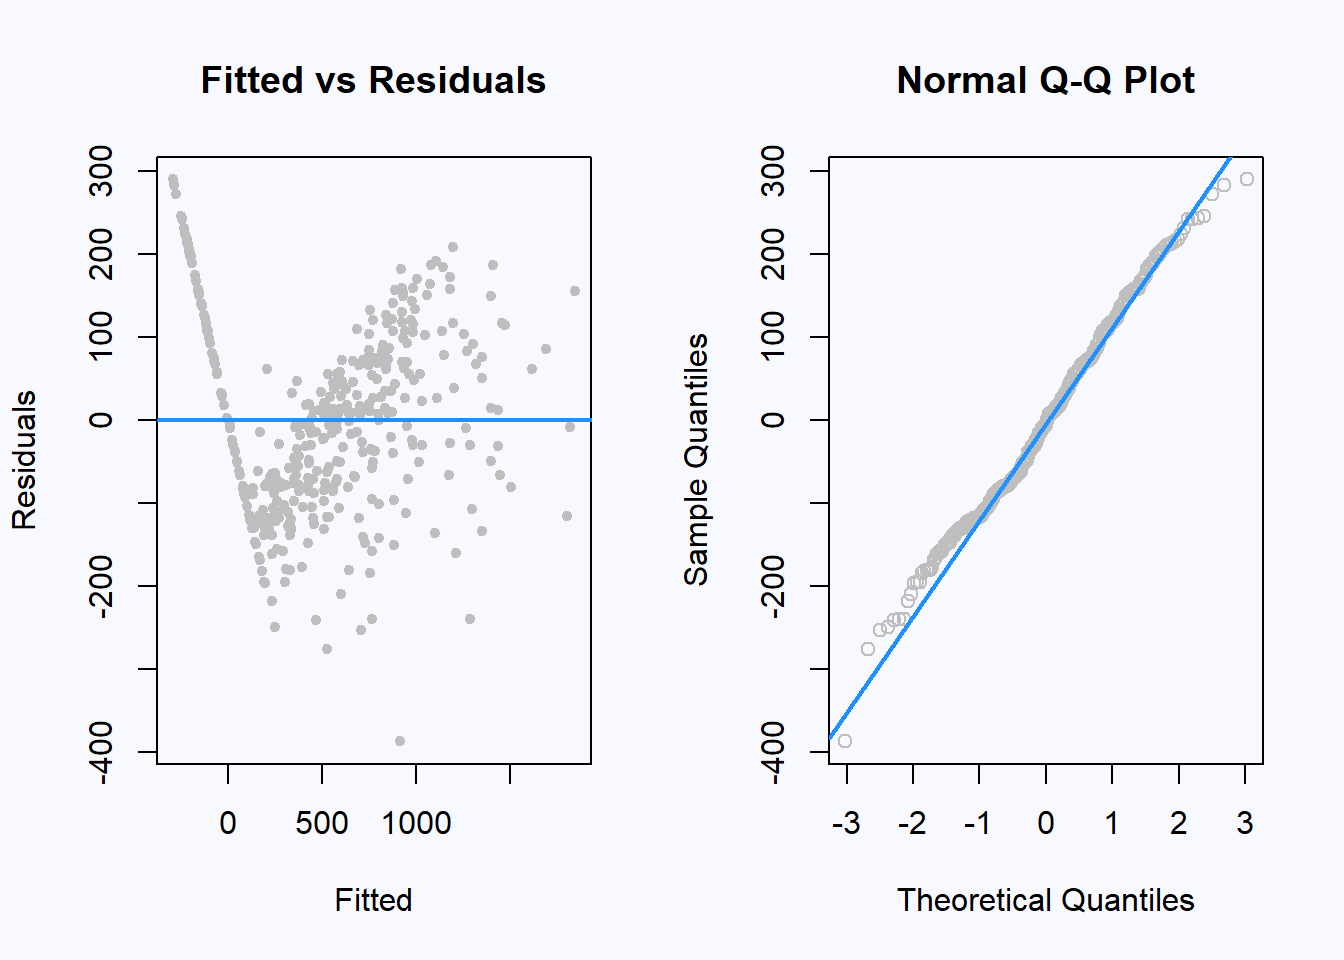 Fitted vs Residuals
Residuals
300
200
100
0
-200
-400
0 500 1000
Fitted
Normal Q-Q Plot
Sample Quantiles
300
200
100
0
-200
-400
-3 -2 -1 0 1 2 3
Theoretical Quantiles